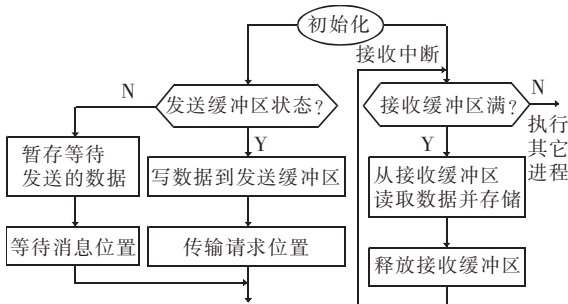 初始化
接收中断
N
发送缓冲区状态?
接收缓冲区满?
N
执行
其它
进程
Y
Y
暂存等待
发送的数据
写数据到发送缓冲区
从接收缓冲区
读取数据并存储
等待消息位置
传输请求位置
释放接收缓冲区